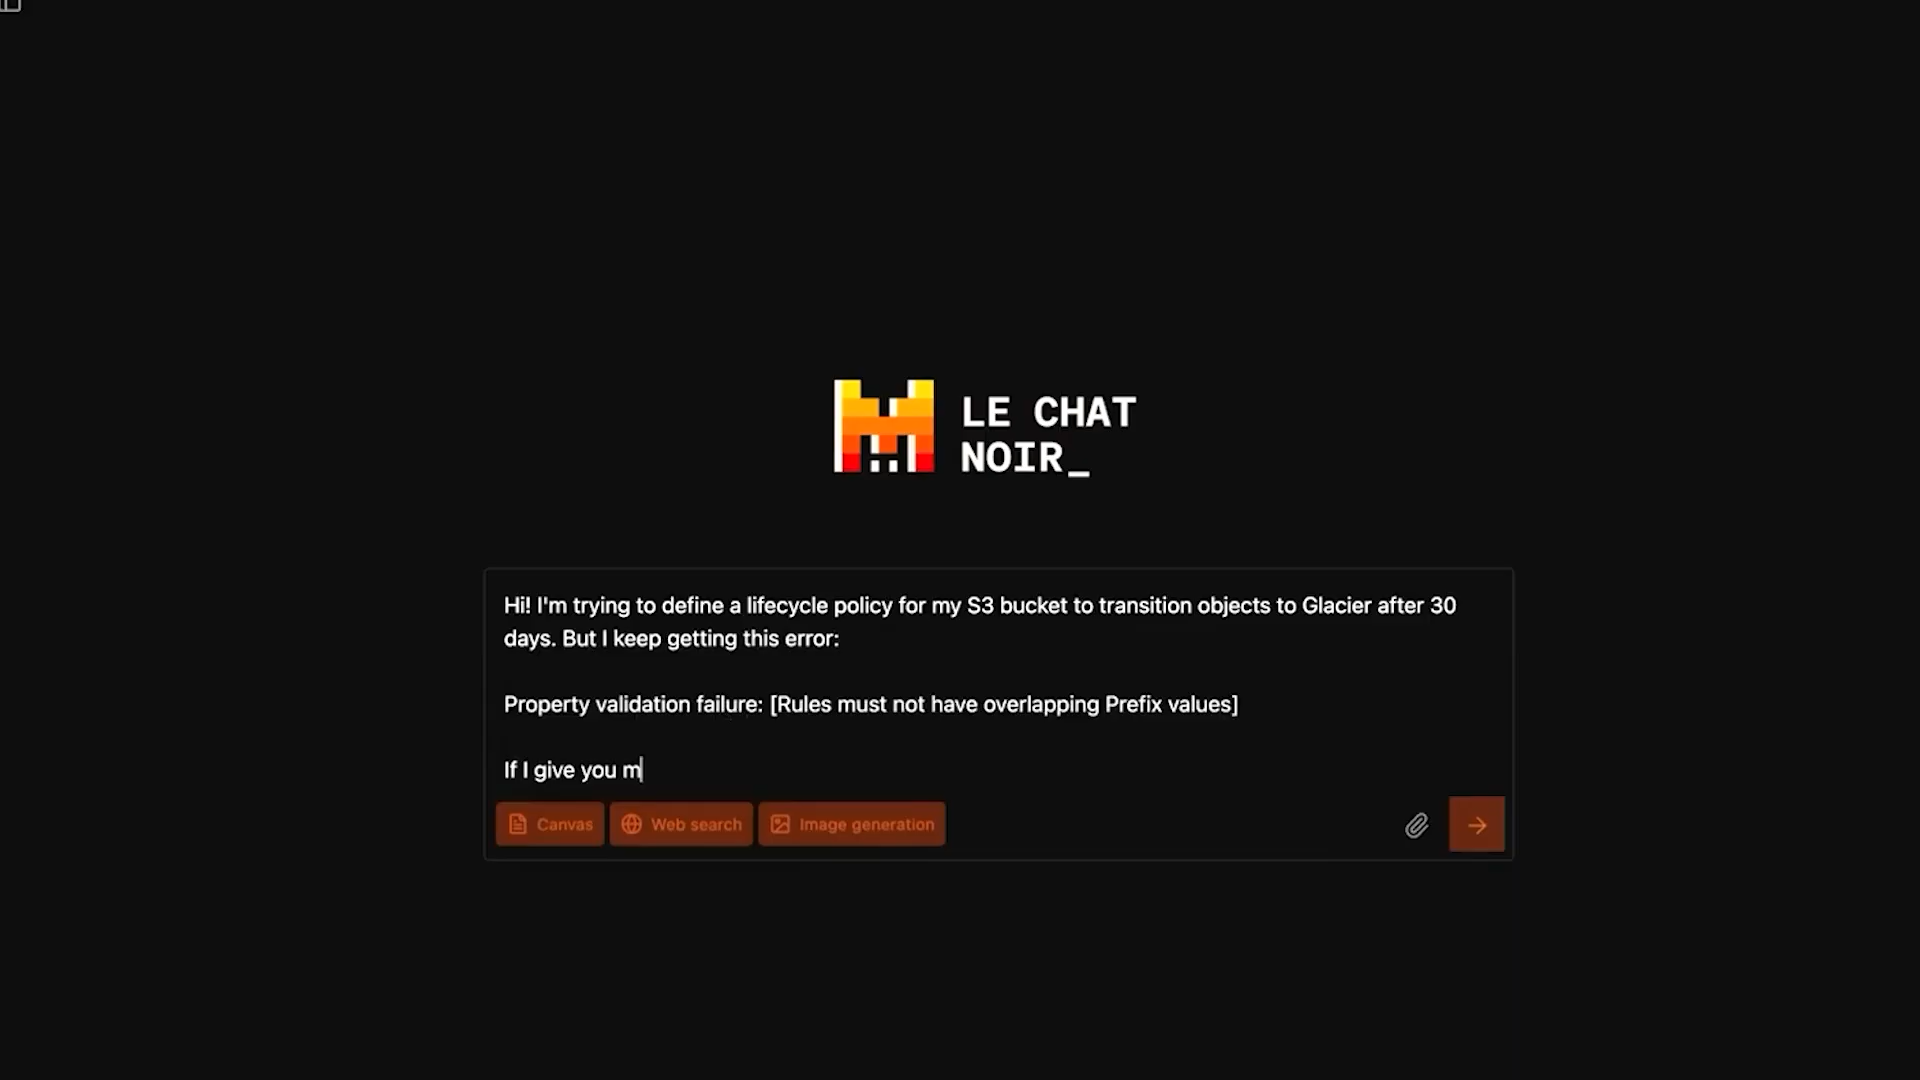 LE CHAT
NOIR_
Hi! I'm trying to define a lifecycle policy for my S3 bucket to transition objects to Glacier after 30
days. But I keep getting this error:
Property validation failure: [Rules must not have overlapping Prefix values]
If I give you m
Canvas Web search Image generation